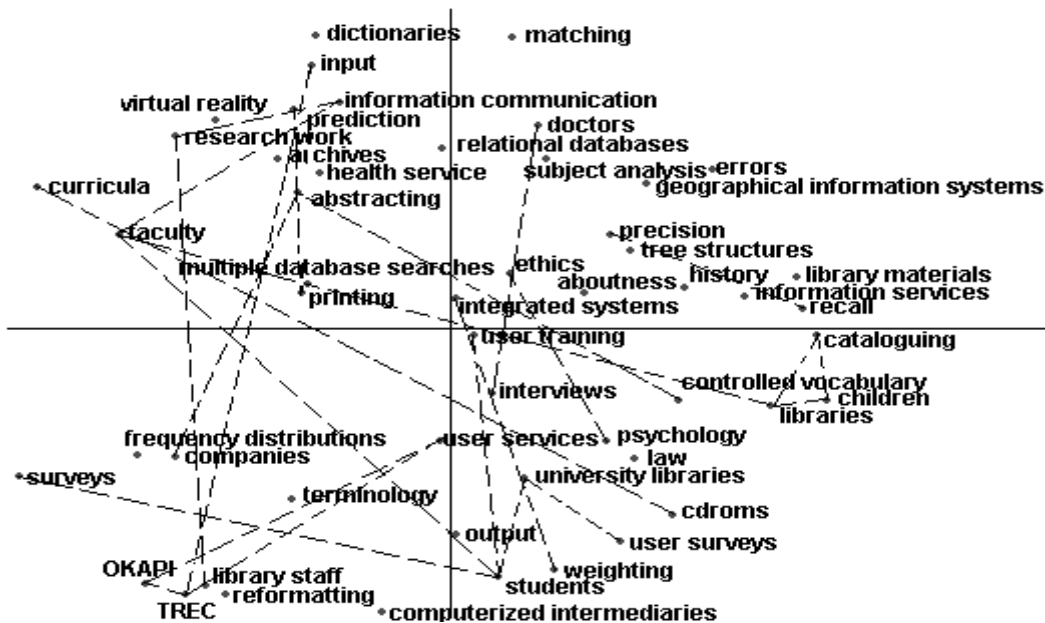 dictionaries
matching
input
virtual reality
information communication
prediction
doctors
research work
relational databases
archives
subject analysis
errors
health service
geographical information systems
curricula
abstracting
faculty
precision
tree structures
multiple database searches
ethics
history
library materials
aboutness
printing
integrated systems
information services
recall
user training
cataloguing
controlled vocabulary
interviews
children
libraries
frequency distributions
user services
psychology
companies
law
surveys
university libraries
terminology
cdroms
output
user surveys
OKAPI
library staff
students
weighting
reformatting
TREC
computerized intermediaries